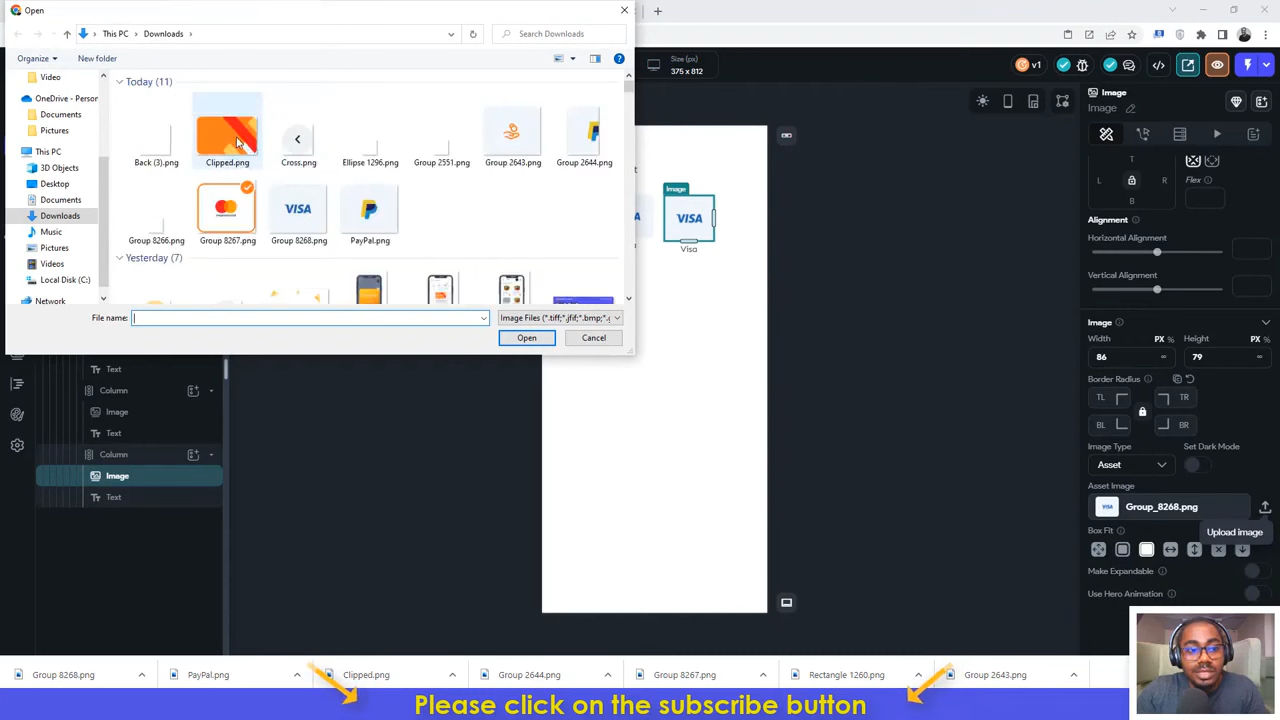 Open
This PC > Downloads >
Search Downloads
Organize
New folder
Video
OneDrive - Person
Documents
Pictures
This PC
3D Objects
Desktop
Documents
Downloads
Music
Pictures
Videos
Local Disk (C:)
Network
Today (11)
Back (3).png
Clipped.png
Cross.png
Ellipse 1296.png
Group 2551.png
Group 2643.png
Group 2644.png
Group 8266.png
Group 8267.png
VISA
Group 8268.png
PayPal.png
Yesterday (7)
File name:
Image Files (*.tiff;*.jfif;*.bmp;*.g
Open
Cancel
Size (px)
375 x 812
v1
Image
VISA
Visa
Text
Column
Image
Text
Column
Image
Text
Image
Image
T
L
R
B
Flex
Alignment
Horizontal Alignment
Vertical Alignment
Image
Width
PX %
Height
PX %
86
79
Border Radius
TL
TR
BL
BR
Image Type
Set Dark Mode
Asset
Asset Image
VISA
Group_8268.png
Upload image
Box Fit
Make Expandable
Use Hero Animation
Group 8268.png
PayPal.png
Clipped.png
Group 2644.png
Group 8267.png
Rectangle 1260.png
Group 2643.png
Please click on the subscribe button